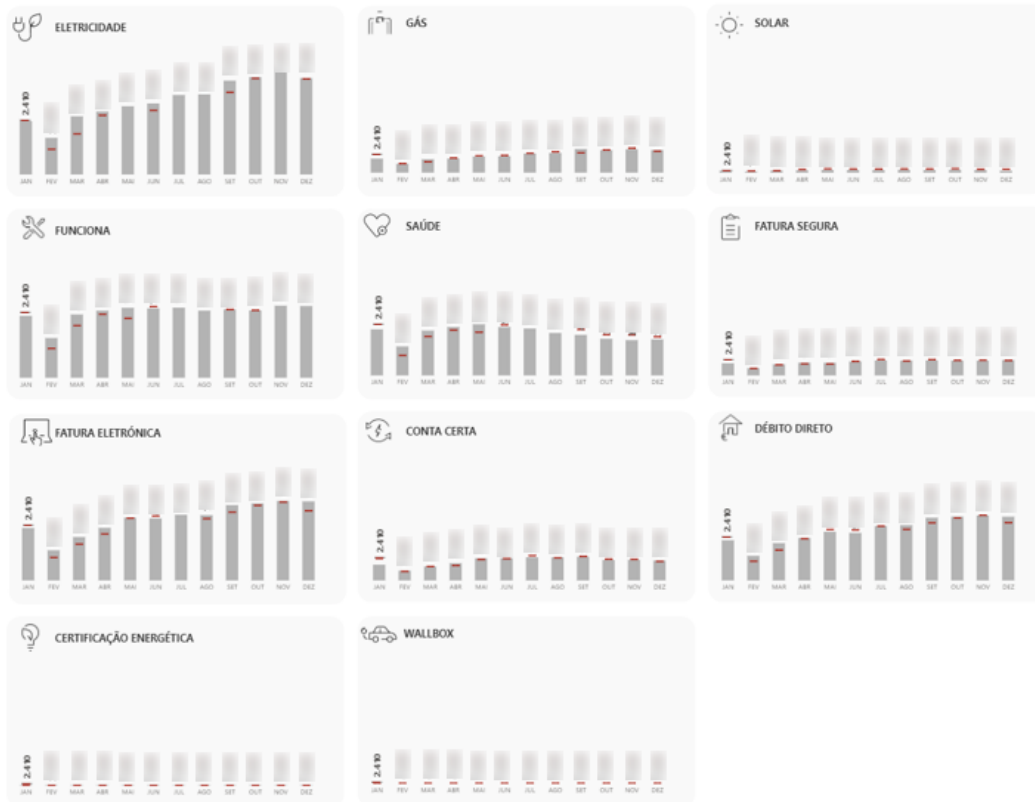 ELETRICIDADE
2.410
JAN FEV MAR ABR MAI JUN JUL AGO SET OUT NOV DEZ
GÁS
2.410
JAN FEV MAR ABR MAI JUN JUL AGO SET OUT NOV DEZ
SOLAR
2.410
JAN FEV MAR ABR MAI JUN JUL AGO SET OUT NOV DEZ
FUNCIONA
2.410
JAN FEV MAR ABR MAI JUN JUL AGO SET OUT NOV DEZ
SAÚDE
2.410
JAN FEV MAR ABR MAI JUN JUL AGO SET OUT NOV DEZ
FATURA SEGURA
2.410
JAN FEV MAR ABR MAI JUN JUL AGO SET OUT NOV DEZ
FATURA ELETRÓNICA
2.410
JAN FEV MAR ABR MAI JUN JUL AGO SET OUT NOV DEZ
CONTA CERTA
2.410
JAN FEV MAR ABR MAI JUN JUL AGO SET OUT NOV DEZ
DÉBITO DIRETO
2.410
JAN FEV MAR ABR MAI JUN JUL AGO SET OUT NOV DEZ
CERTIFICAÇÃO ENERGÉTICA
2.410
JAN FEV MAR ABR MAI JUN JUL AGO SET OUT NOV DEZ
WALLBOX
2.410
JAN FEV MAR ABR MAI JUN JUL AGO SET OUT NOV DEZ